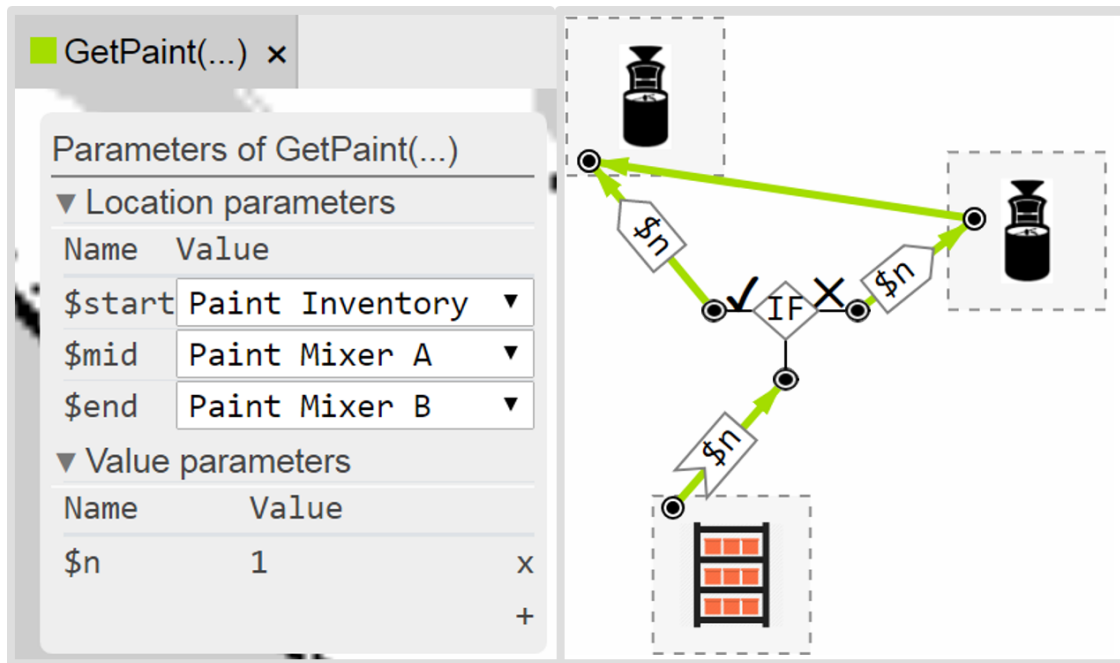 GetPaint(...) ×
Parameters of GetPaint(...)
▼ Location parameters
Name Value
$start Paint Inventory ▼
$mid Paint Mixer A ▼
$end Paint Mixer B ▼
▼ Value parameters
Name Value
$n 1 x
+
$n
$n
✓ IF ✕
$n